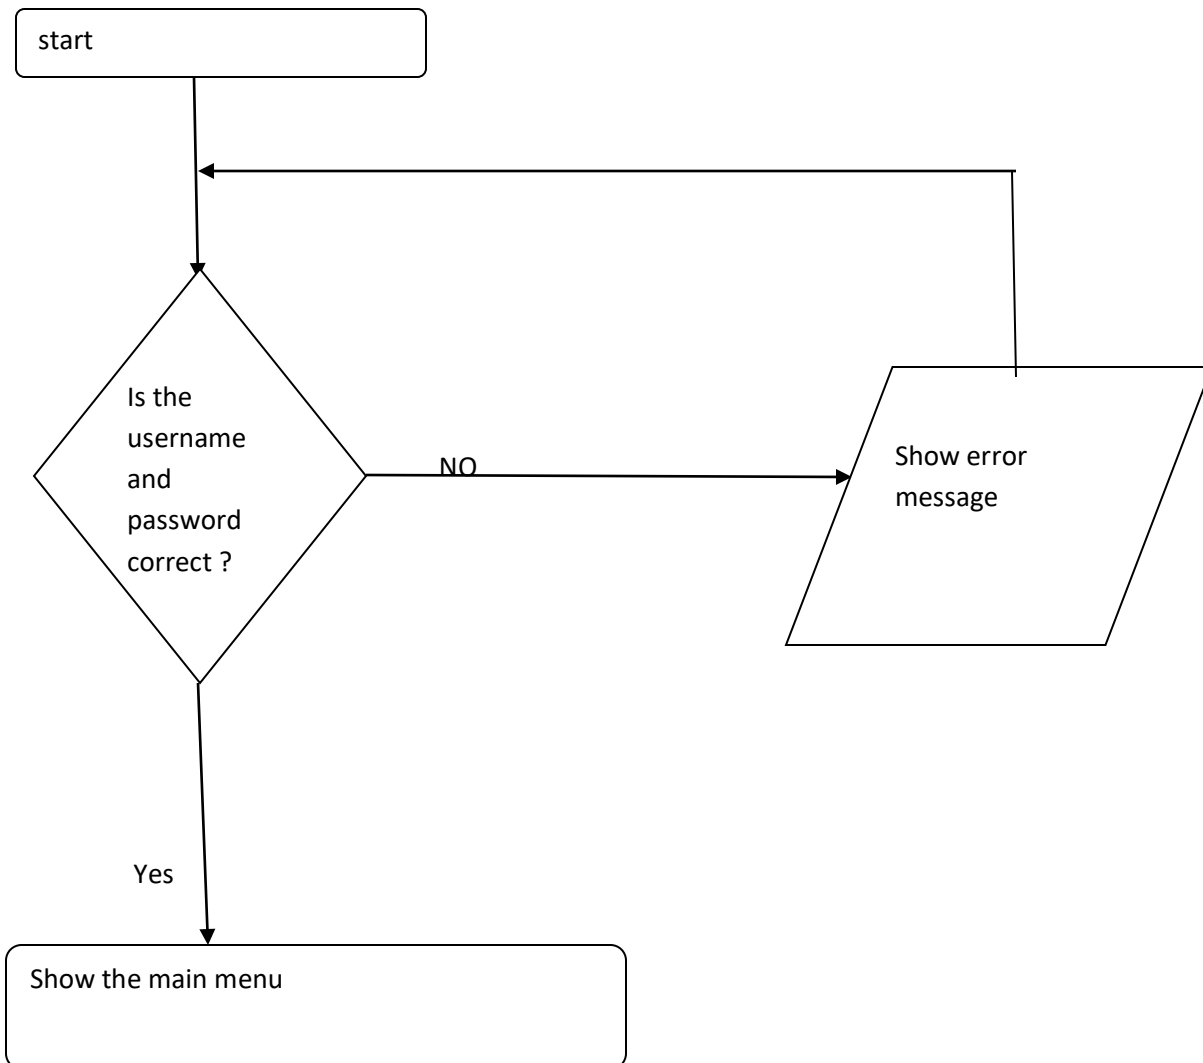 start
Is the
username
and
password
correct ?
NO
Show error
message
Yes
Show the main menu